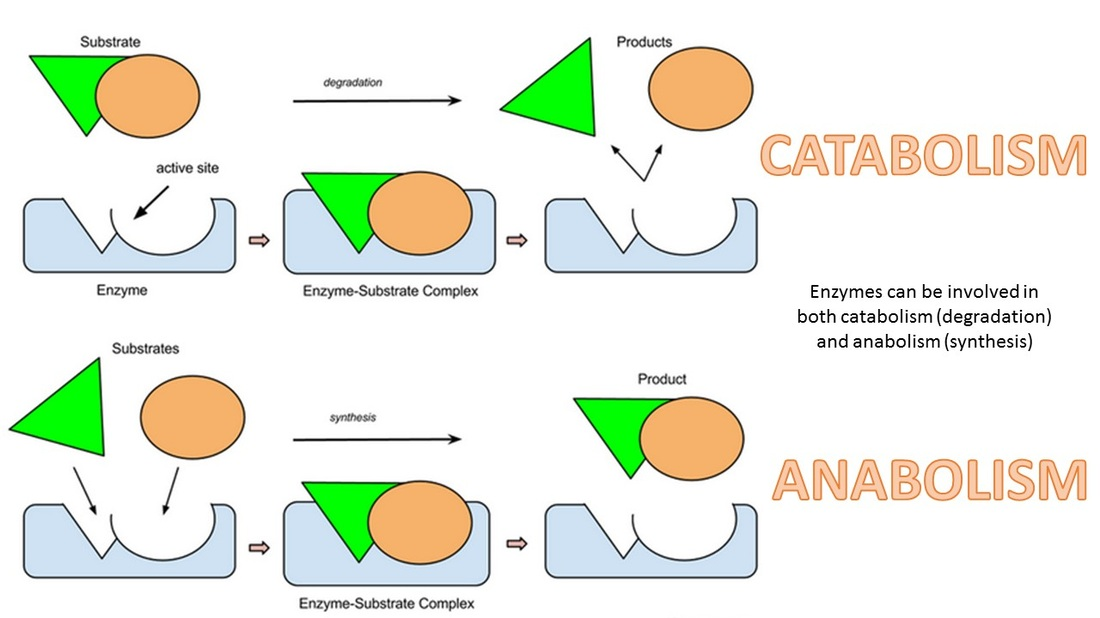 Substrate
degradation
Products
CATABOLISM
active site
Enzyme
Enzyme-Substrate Complex
Enzymes can be involved in
both catabolism (degradation)
and anabolism (synthesis)
Substrates
synthesis
Product
ANABOLISM
Enzyme-Substrate Complex